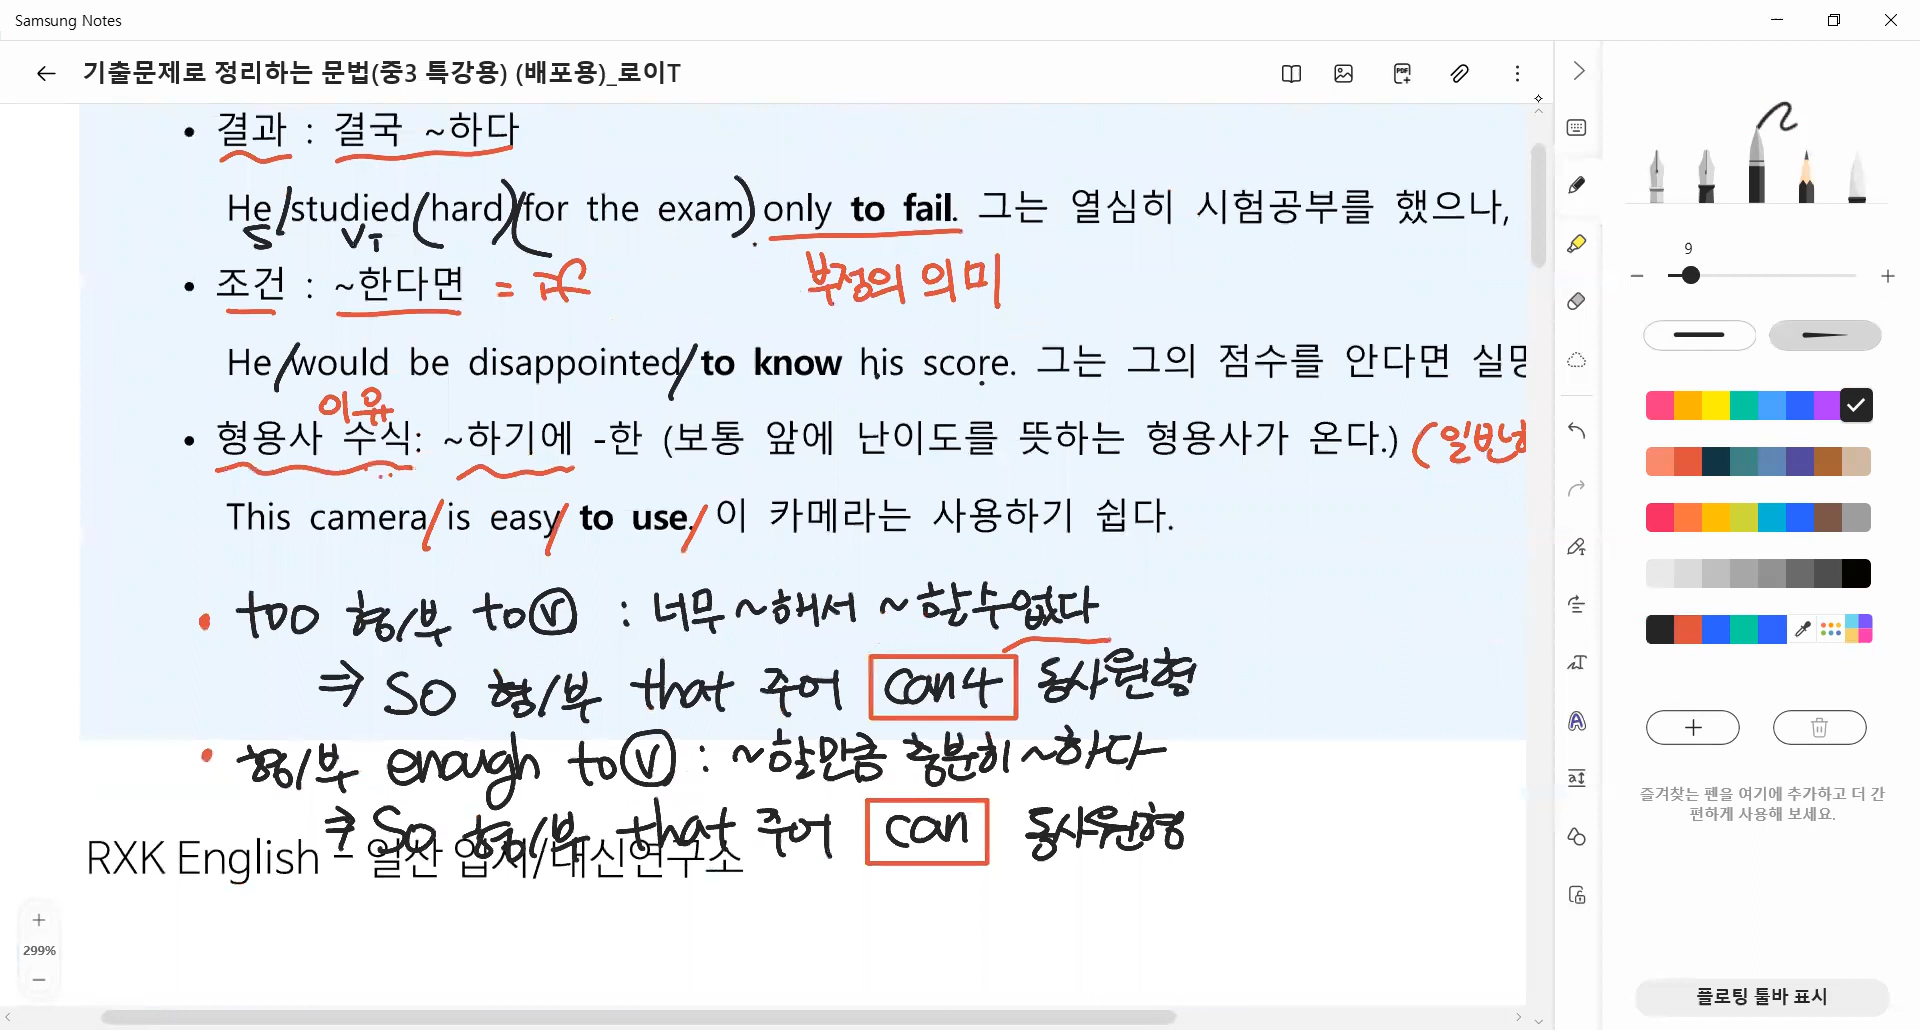 Samsung Notes
기출문제로 정리하는 문법(중3 특강용) (배포용)_로이T
• 결과 : 결국 ~하다
He/studied(hard)(for the exam) only to fail. 그는 열심히 시험공부를 했으나,
S VT
부정의 의미
• 조건 : ~한다면 = if
He/would be disappointed/to know his score. 그는 그의 점수를 안다면 실망
이유
• 형용사 수식: ~하기에 -한 (보통 앞에 난이도를 뜻하는 형용사가 온다.) (일반
This camera/is easy/to use./이 카메라는 사용하기 쉽다.
• too 형/부 to ⓥ : 너무 ~해서 ~할 수 없다
⇒ So 형/부 that 주어 can't 동사원형
• 형/부 enough to ⓥ : ~할만큼 충분히 ~하다
⇒ So 형/부 that 주어 can 동사원형
RXK English – 일산 입시/내신연구소
299%
9
즐겨찾는 펜을 여기에 추가하고 더 간
편하게 사용해 보세요.
플로팅 툴바 표시